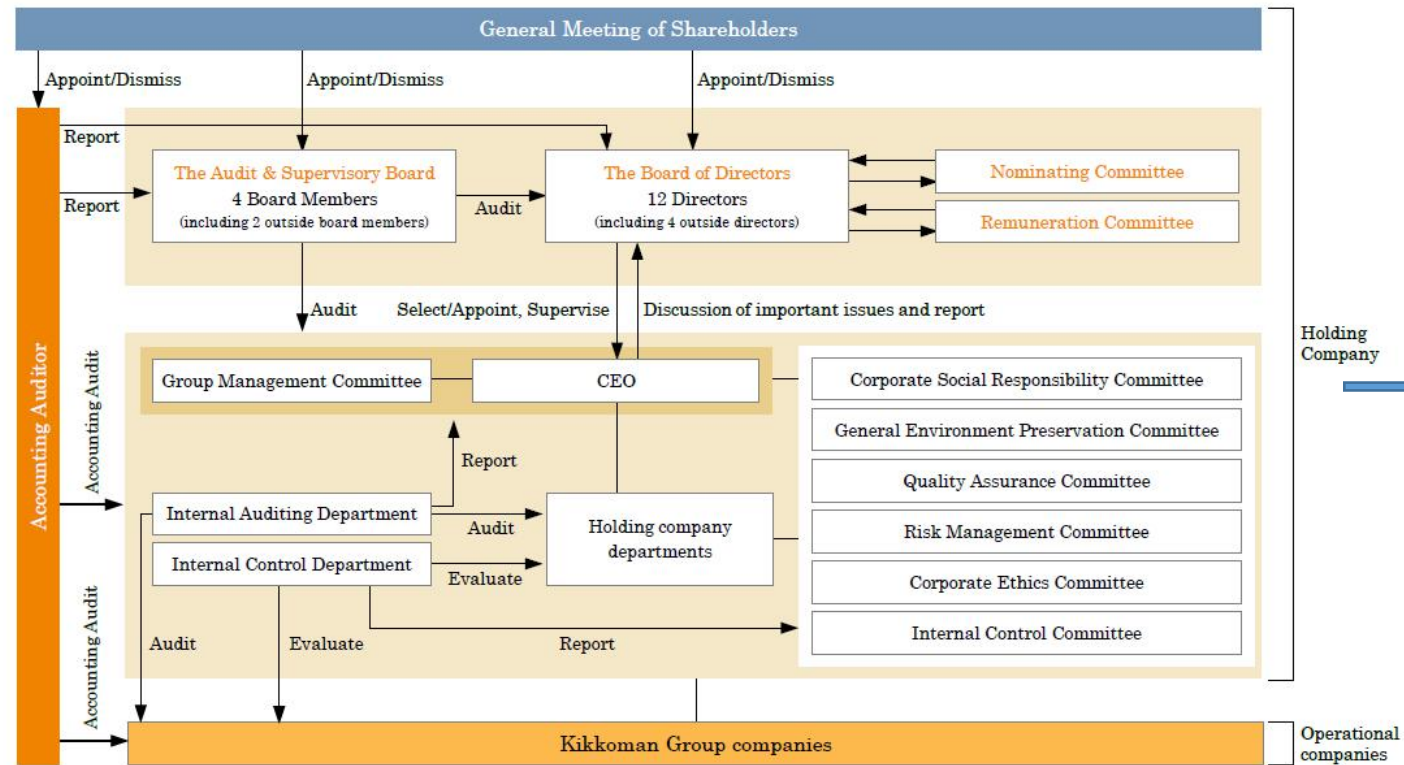 General Meeting of Shareholders
Appoint/Dismiss
Appoint/Dismiss
Appoint/Dismiss
Report
Report
The Audit & Supervisory Board
4 Board Members
(including 2 outside board members)
Audit
The Board of Directors
12 Directors
(including 4 outside directors)
Nominating Committee
Remuneration Committee
Audit
Select/Appoint, Supervise
Discussion of important issues and report
Holding
Company
Accounting Auditor
Accounting Audit
Group Management Committee
CEO
Report
Internal Auditing Department
Audit
Internal Control Department
Evaluate
Holding company
departments
Corporate Social Responsibility Committee
General Environment Preservation Committee
Quality Assurance Committee
Risk Management Committee
Corporate Ethics Committee
Internal Control Committee
Accounting Audit
Audit
Evaluate
Report
Kikkoman Group companies
Operational
companies